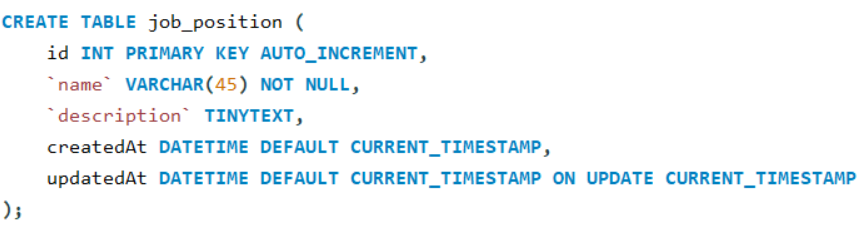 CREATE TABLE job_position (
    id INT PRIMARY KEY AUTO_INCREMENT,
    `name` VARCHAR(45) NOT NULL,
    `description` TINYTEXT,
    createdAt DATETIME DEFAULT CURRENT_TIMESTAMP,
    updatedAt DATETIME DEFAULT CURRENT_TIMESTAMP ON UPDATE CURRENT_TIMESTAMP
);